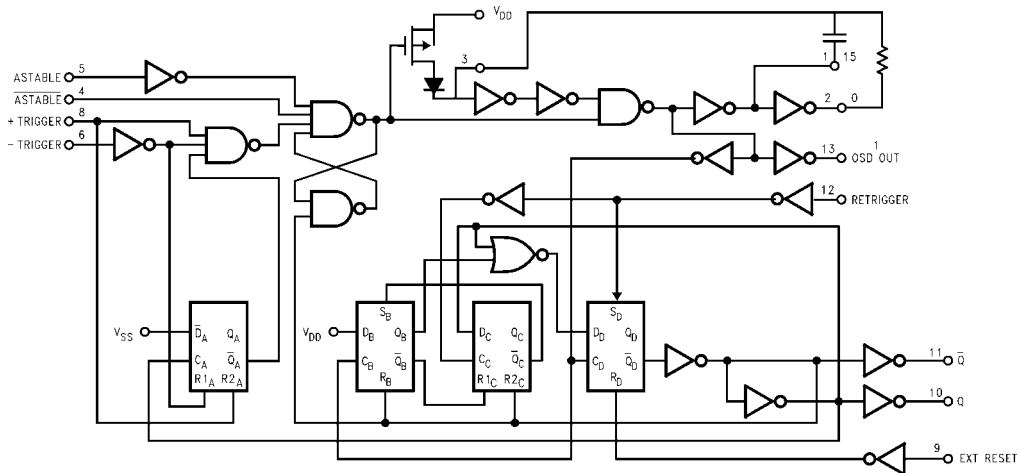 V_DD
3
1 15
ASTABLE 5
A̅S̅T̅A̅B̅L̅E̅ 4
+ TRIGGER 8
- TRIGGER 6
2 0
13 OSD OUT 1
12 RETRIGGER
V_SS
D̅_A Q_A
C_A Q̅_A
R1_A R2_A
V_DD
S_B
D_B Q_B
C_B Q̅_B
R_B
D_C Q_C
C_C Q̅_C
R1_C R2_C
S_D
D_D Q_D
C_D Q̅_D
R_D
11 Q̅
10 Q
9 EXT RESET